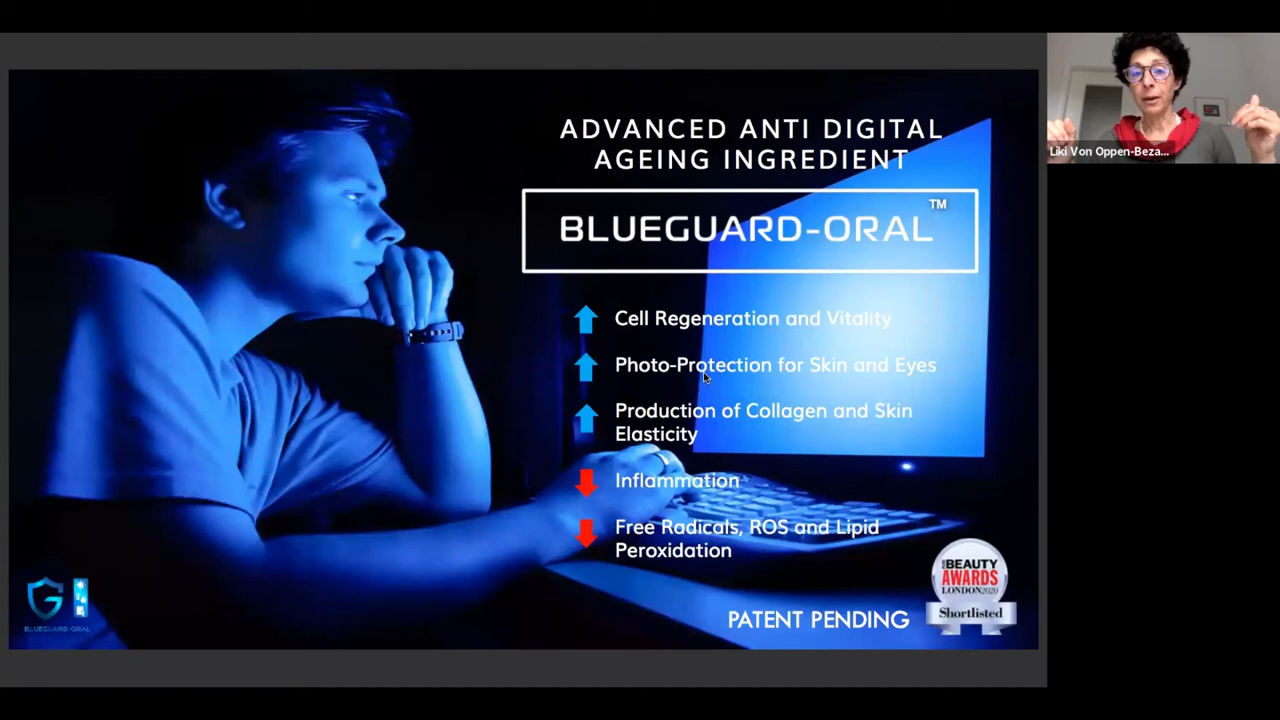 ADVANCED ANTI DIGITAL
AGEING INGREDIENT
BLUEGUARD-ORAL™
Cell Regeneration and Vitality
Photo-Protection for Skin and Eyes
Production of Collagen and Skin
Elasticity
Inflammation
Free Radicals, ROS and Lipid
Peroxidation
PATENT PENDING
THE BEAUTY
AWARDS
LONDON2020
Shortlisted
BLUEGUARD-ORAL
Liki Von Oppen-Beza...